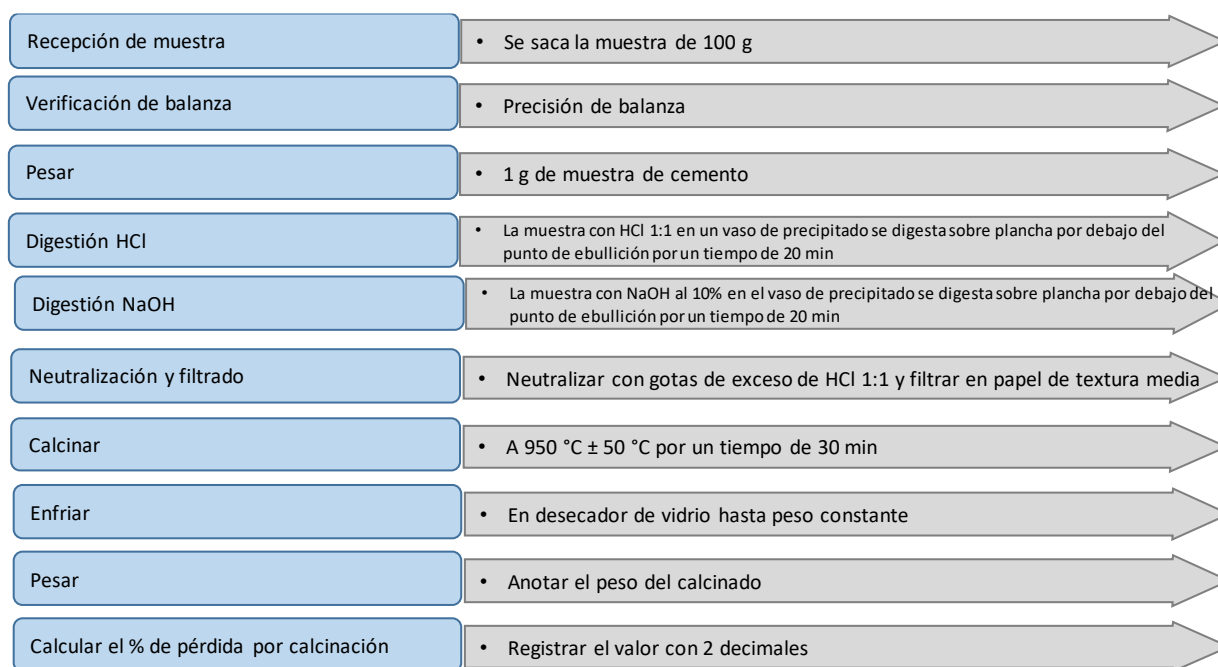 Recepción de muestra
• Se saca la muestra de 100 g
Verificación de balanza
• Precisión de balanza
Pesar
• 1 g de muestra de cemento
Digestión HCl
• La muestra con HCl 1:1 en un vaso de precipitado se digesta sobre plancha por debajo del
punto de ebullición por un tiempo de 20 min
Digestión NaOH
• La muestra con NaOH al 10% en el vaso de precipitado se digesta sobre plancha por debajo del
punto de ebullición por un tiempo de 20 min
Neutralización y filtrado
• Neutralizar con gotas de exceso de HCl 1:1 y filtrar en papel de textura media
Calcinar
• A 950 °C ± 50 °C por un tiempo de 30 min
Enfriar
• En desecador de vidrio hasta peso constante
Pesar
• Anotar el peso del calcinado
Calcular el % de pérdida por calcinación
• Registrar el valor con 2 decimales